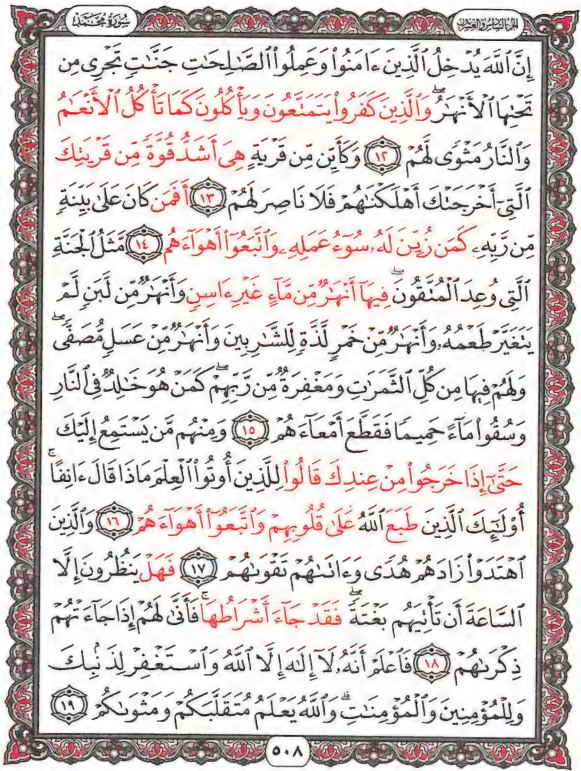 سُورَةُ مُحَمَّد
الجزء السادس والعشرون
إِنَّ ٱللَّهَ يُدْخِلُ ٱلَّذِينَ ءَامَنُواْ وَعَمِلُواْ ٱلصَّٰلِحَٰتِ جَنَّٰتٍ تَجْرِى مِن
تَحْتِهَا ٱلْأَنْهَٰرُۖ وَٱلَّذِينَ كَفَرُواْ يَتَمَتَّعُونَ وَيَأْكُلُونَ كَمَا تَأْكُلُ ٱلْأَنْعَٰمُ
وَٱلنَّارُ مَثْوًى لَّهُمْ ١٢ وَكَأَيِّن مِّن قَرْيَةٍ هِىَ أَشَدُّ قُوَّةً مِّن قَرْيَتِكَ
ٱلَّتِىٓ أَخْرَجَتْكَ أَهْلَكْنَٰهُمْ فَلَا نَاصِرَ لَهُمْ ١٣ أَفَمَن كَانَ عَلَىٰ بَيِّنَةٍ
مِّن رَّبِّهِۦ كَمَن زُيِّنَ لَهُۥ سُوٓءُ عَمَلِهِۦ وَٱتَّبَعُوٓاْ أَهْوَآءَهُم ١٤ مَّثَلُ ٱلْجَنَّةِ
ٱلَّتِى وُعِدَ ٱلْمُتَّقُونَۖ فِيهَآ أَنْهَٰرٌ مِّن مَّآءٍ غَيْرِ ءَاسِنٍ وَأَنْهَٰرٌ مِّن لَّبَنٍ لَّمْ
يَتَغَيَّرْ طَعْمُهُۥ وَأَنْهَٰرٌ مِّنْ خَمْرٍ لَّذَّةٍ لِّلشَّٰرِبِينَ وَأَنْهَٰرٌ مِّنْ عَسَلٍ مُّصَفًّىۖ
وَلَهُمْ فِيهَا مِن كُلِّ ٱلثَّمَرَٰتِ وَمَغْفِرَةٌ مِّن رَّبِّهِمْۖ كَمَنْ هُوَ خَٰلِدٌ فِى ٱلنَّارِ
وَسُقُواْ مَآءً حَمِيمًا فَقَطَّعَ أَمْعَآءَهُمْ ١٥ وَمِنْهُم مَّن يَسْتَمِعُ إِلَيْكَ
حَتَّىٰٓ إِذَا خَرَجُواْ مِنْ عِندِكَ قَالُواْ لِلَّذِينَ أُوتُواْ ٱلْعِلْمَ مَاذَا قَالَ ءَانِفًاۚ
أُوْلَٰٓئِكَ ٱلَّذِينَ طَبَعَ ٱللَّهُ عَلَىٰ قُلُوبِهِمْ وَٱتَّبَعُوٓاْ أَهْوَآءَهُمْ ١٦ وَٱلَّذِينَ
ٱهْتَدَوْاْ زَادَهُمْ هُدًى وَءَاتَىٰهُمْ تَقْوَىٰهُمْ ١٧ فَهَلْ يَنظُرُونَ إِلَّا
ٱلسَّاعَةَ أَن تَأْتِيَهُم بَغْتَةًۖ فَقَدْ جَآءَ أَشْرَاطُهَاۚ فَأَنَّىٰ لَهُمْ إِذَا جَآءَتْهُمْ
ذِكْرَىٰهُمْ ١٨ فَٱعْلَمْ أَنَّهُۥ لَآ إِلَٰهَ إِلَّا ٱللَّهُ وَٱسْتَغْفِرْ لِذَنۢبِكَ
وَلِلْمُؤْمِنِينَ وَٱلْمُؤْمِنَٰتِۗ وَٱللَّهُ يَعْلَمُ مُتَقَلَّبَكُمْ وَمَثْوَىٰكُمْ ١٩
٥٠٨